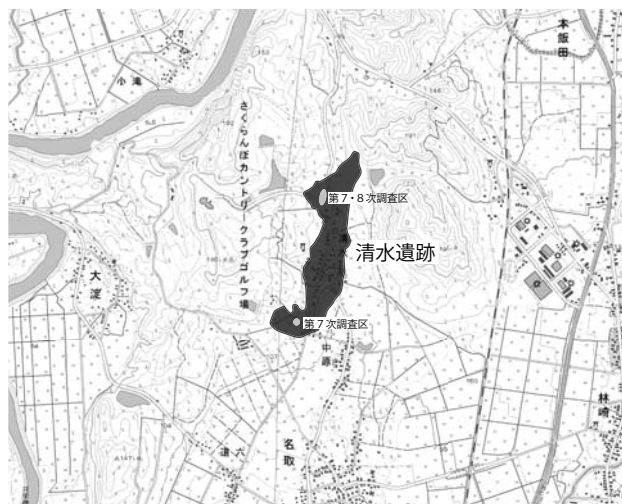 本飯田
小滝
さくらんぼカントリークラブゴルフ場
第7・8次調査区
清水遺跡
大淀
第7次調査区
中原
林崎
名取
道六